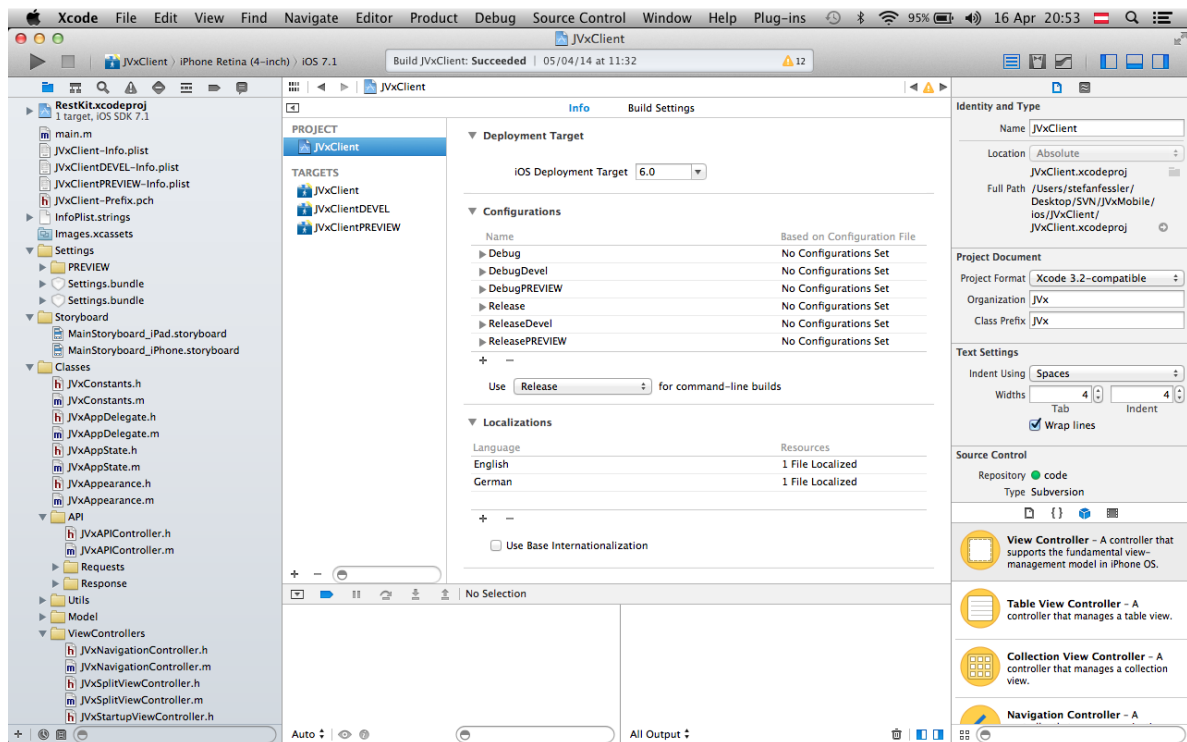 Xcode File Edit View Find Navigate Editor Product Debug Source Control Window Help Plug-ins 95% 16 Apr 20:53
JVxClient
JVxClient › iPhone Retina (4-inch) › iOS 7.1
Build JVxClient: Succeeded | 05/04/14 at 11:32
12
RestKit.xcodeproj
1 target, iOS SDK 7.1
main.m
JVxClient-Info.plist
JVxClientDEVEL-Info.plist
JVxClientPREVIEW-Info.plist
JVxClient-Prefix.pch
InfoPlist.strings
Images.xcassets
Settings
PREVIEW
Settings.bundle
Settings.bundle
Storyboard
MainStoryboard_iPad.storyboard
MainStoryboard_iPhone.storyboard
Classes
JVxConstants.h
JVxConstants.m
JVxAppDelegate.h
JVxAppDelegate.m
JVxAppState.h
JVxAppState.m
JVxAppearance.h
JVxAppearance.m
API
JVxAPIController.h
JVxAPIController.m
Requests
Response
Utils
Model
ViewControllers
JVxNavigationController.h
JVxNavigationController.m
JVxSplitViewController.h
JVxSplitViewController.m
JVxStartupViewController.h
JVxClient
Info Build Settings
PROJECT
JVxClient
TARGETS
JVxClient
JVxClientDEVEL
JVxClientPREVIEW
Deployment Target
iOS Deployment Target 6.0
Configurations
Name Based on Configuration File
Debug No Configurations Set
DebugDevel No Configurations Set
DebugPREVIEW No Configurations Set
Release No Configurations Set
ReleaseDevel No Configurations Set
ReleasePREVIEW No Configurations Set
+ −
Use Release for command-line builds
Localizations
Language Resources
English 1 File Localized
German 1 File Localized
+ −
Use Base Internationalization
+ −
No Selection
Auto
All Output
Identity and Type
Name JVxClient
Location Absolute
JVxClient.xcodeproj
Full Path /Users/stefanfessler/
Desktop/SVN/JVxMobile/
ios/JVxClient/
JVxClient.xcodeproj
Project Document
Project Format Xcode 3.2-compatible
Organization JVx
Class Prefix JVx
Text Settings
Indent Using Spaces
Widths 4 4
Tab Indent
Wrap lines
Source Control
Repository code
Type Subversion
{ }
View Controller – A controller that
supports the fundamental view-
management model in iPhone OS.
Table View Controller – A
controller that manages a table view.
Collection View Controller – A
controller that manages a collection
view.
Navigation Controller – A